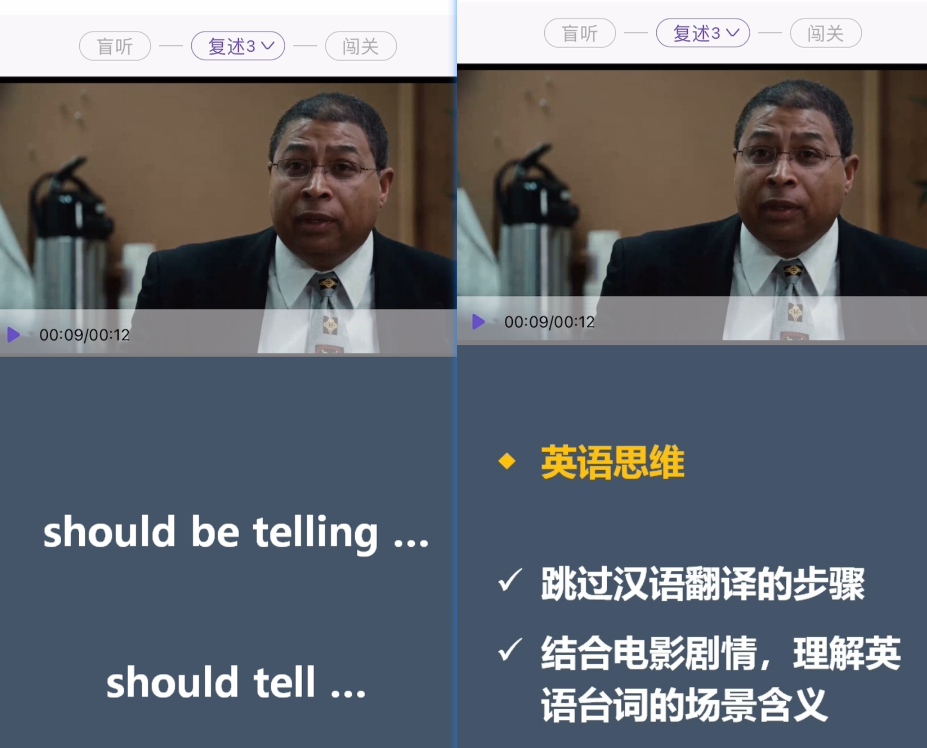 盲听
复述3
闯关
00:09/00:12
should be telling ...
should tell ...
盲听
复述3
闯关
00:09/00:12
英语思维
跳过汉语翻译的步骤
结合电影剧情，理解英
语台词的场景含义